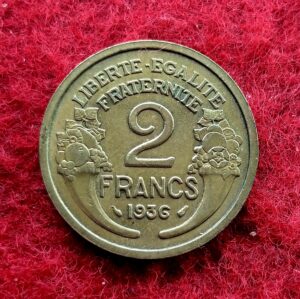 LIBERTE·EGALITE
FRATERNITE
2
FRANCS
1936